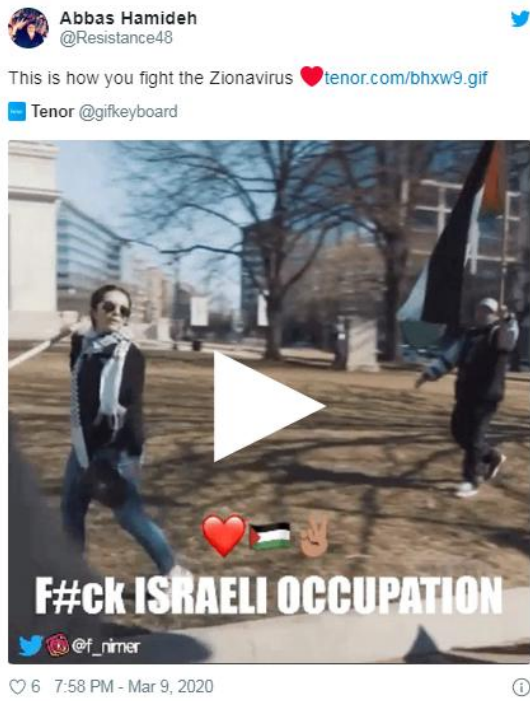 Abbas Hamideh
@Resistance48
This is how you fight the Zionavirus ❤️tenor.com/bhxw9.gif
Tenor @gifkeyboard
❤️🇵🇸✌🏽
F#ck ISRAELI OCCUPATION
@f_nimer
6 7:58 PM - Mar 9, 2020